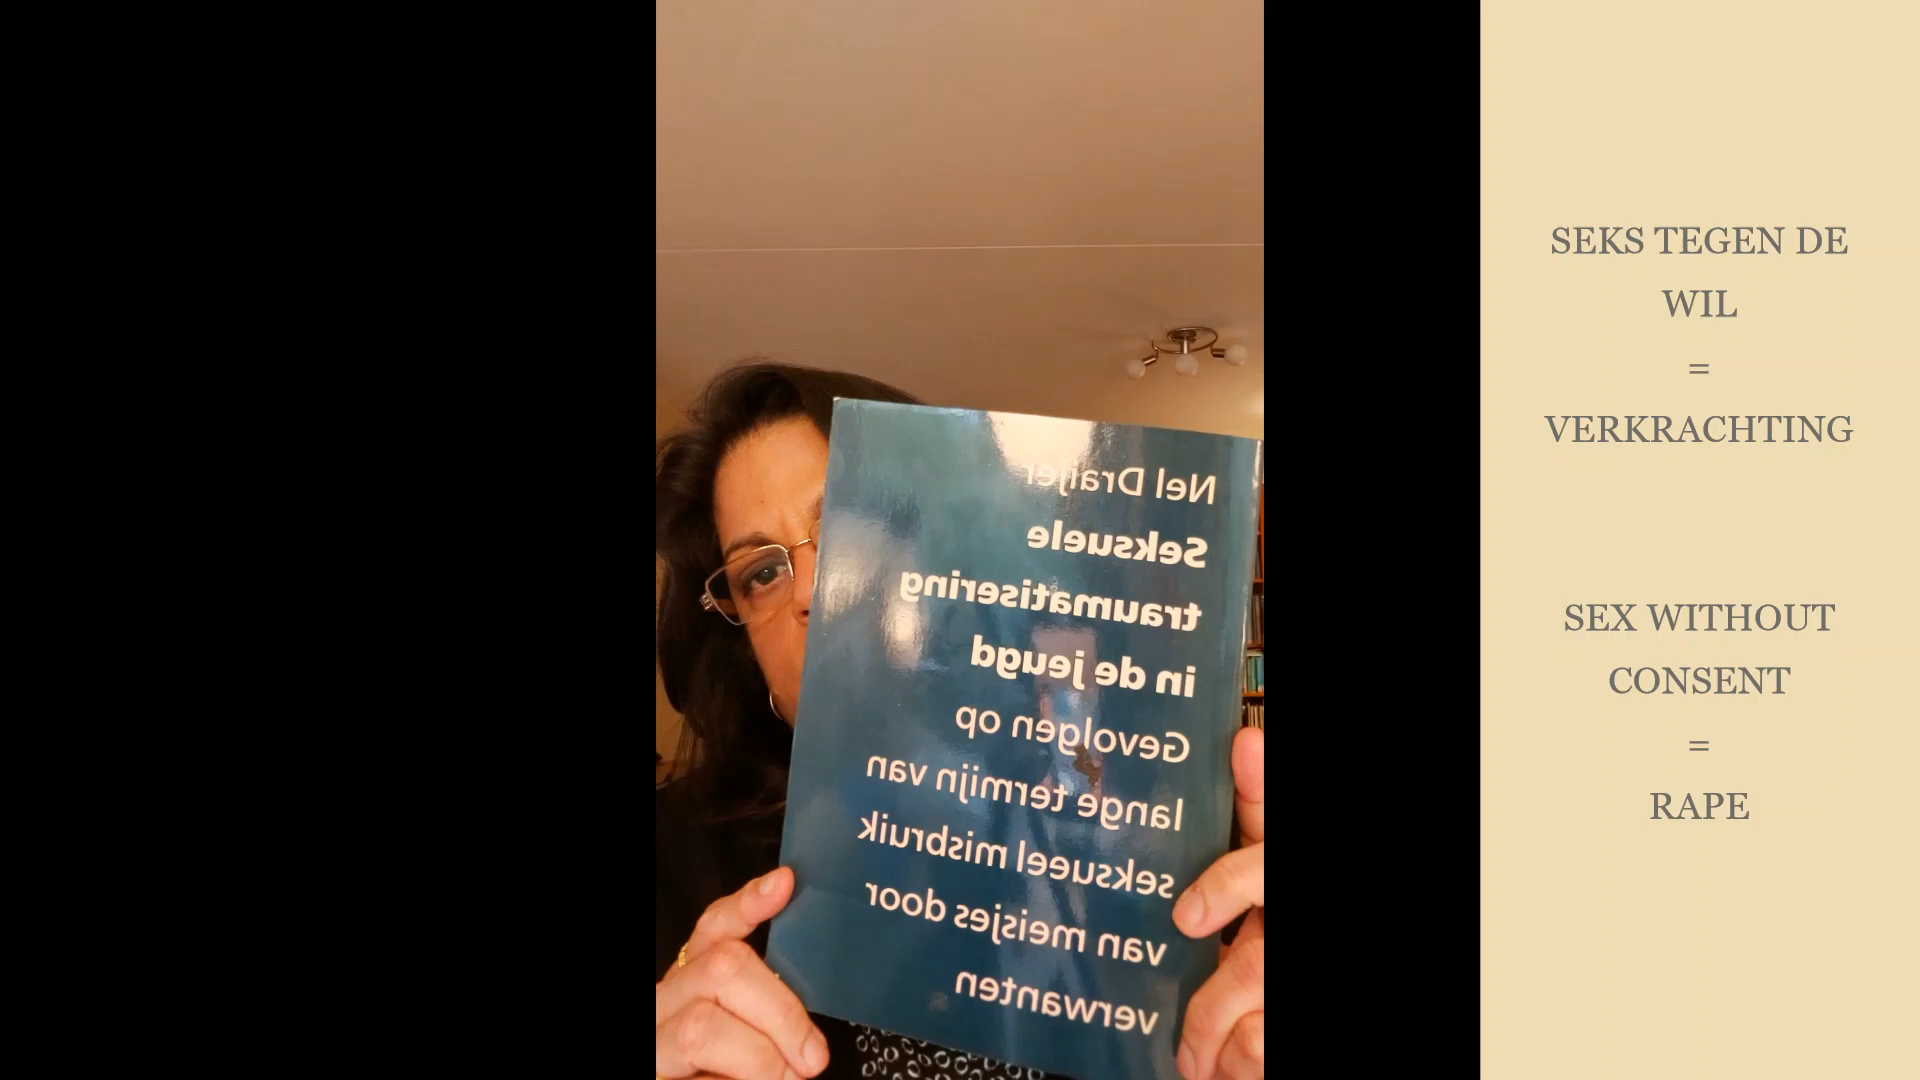 Nel Draijer
Seksuele
traumatisering
in de jeugd
Gevolgen op
lange termijn van
seksueel misbruik
van meisjes door
verwanten
SEKS TEGEN DE
WIL
=
VERKRACHTING
SEX WITHOUT
CONSENT
=
RAPE